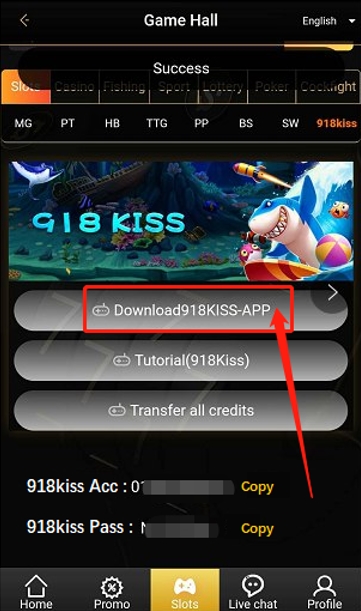 Game Hall
English
Success
Slots Casino Fishing Sport Lottery Poker Cockfight
MG PT HB TTG PP BS SW 918kiss
918 KISS
Download918KISS-APP
Tutorial(918Kiss)
Transfer all credits
918kiss Acc : 01 Copy
918kiss Pass : Copy
Home Promo Slots Live chat Profile